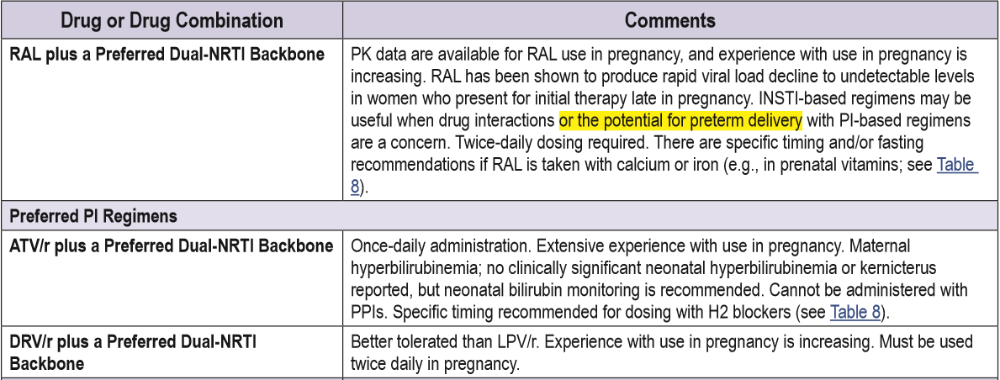 Drug or Drug Combination
Comments
RAL plus a Preferred Dual-NRTI Backbone
PK data are available for RAL use in pregnancy, and experience with use in pregnancy is
increasing. RAL has been shown to produce rapid viral load decline to undetectable levels
in women who present for initial therapy late in pregnancy. INSTI-based regimens may be
useful when drug interactions or the potential for preterm delivery with PI-based regimens
are a concern. Twice-daily dosing required. There are specific timing and/or fasting
recommendations if RAL is taken with calcium or iron (e.g., in prenatal vitamins; see Table
8).
Preferred PI Regimens
ATV/r plus a Preferred Dual-NRTI Backbone
Once-daily administration. Extensive experience with use in pregnancy. Maternal
hyperbilirubinemia; no clinically significant neonatal hyperbilirubinemia or kernicterus
reported, but neonatal bilirubin monitoring is recommended. Cannot be administered with
PPIs. Specific timing recommended for dosing with H2 blockers (see Table 8).
DRV/r plus a Preferred Dual-NRTI
Backbone
Better tolerated than LPV/r. Experience with use in pregnancy is increasing. Must be used
twice daily in pregnancy.